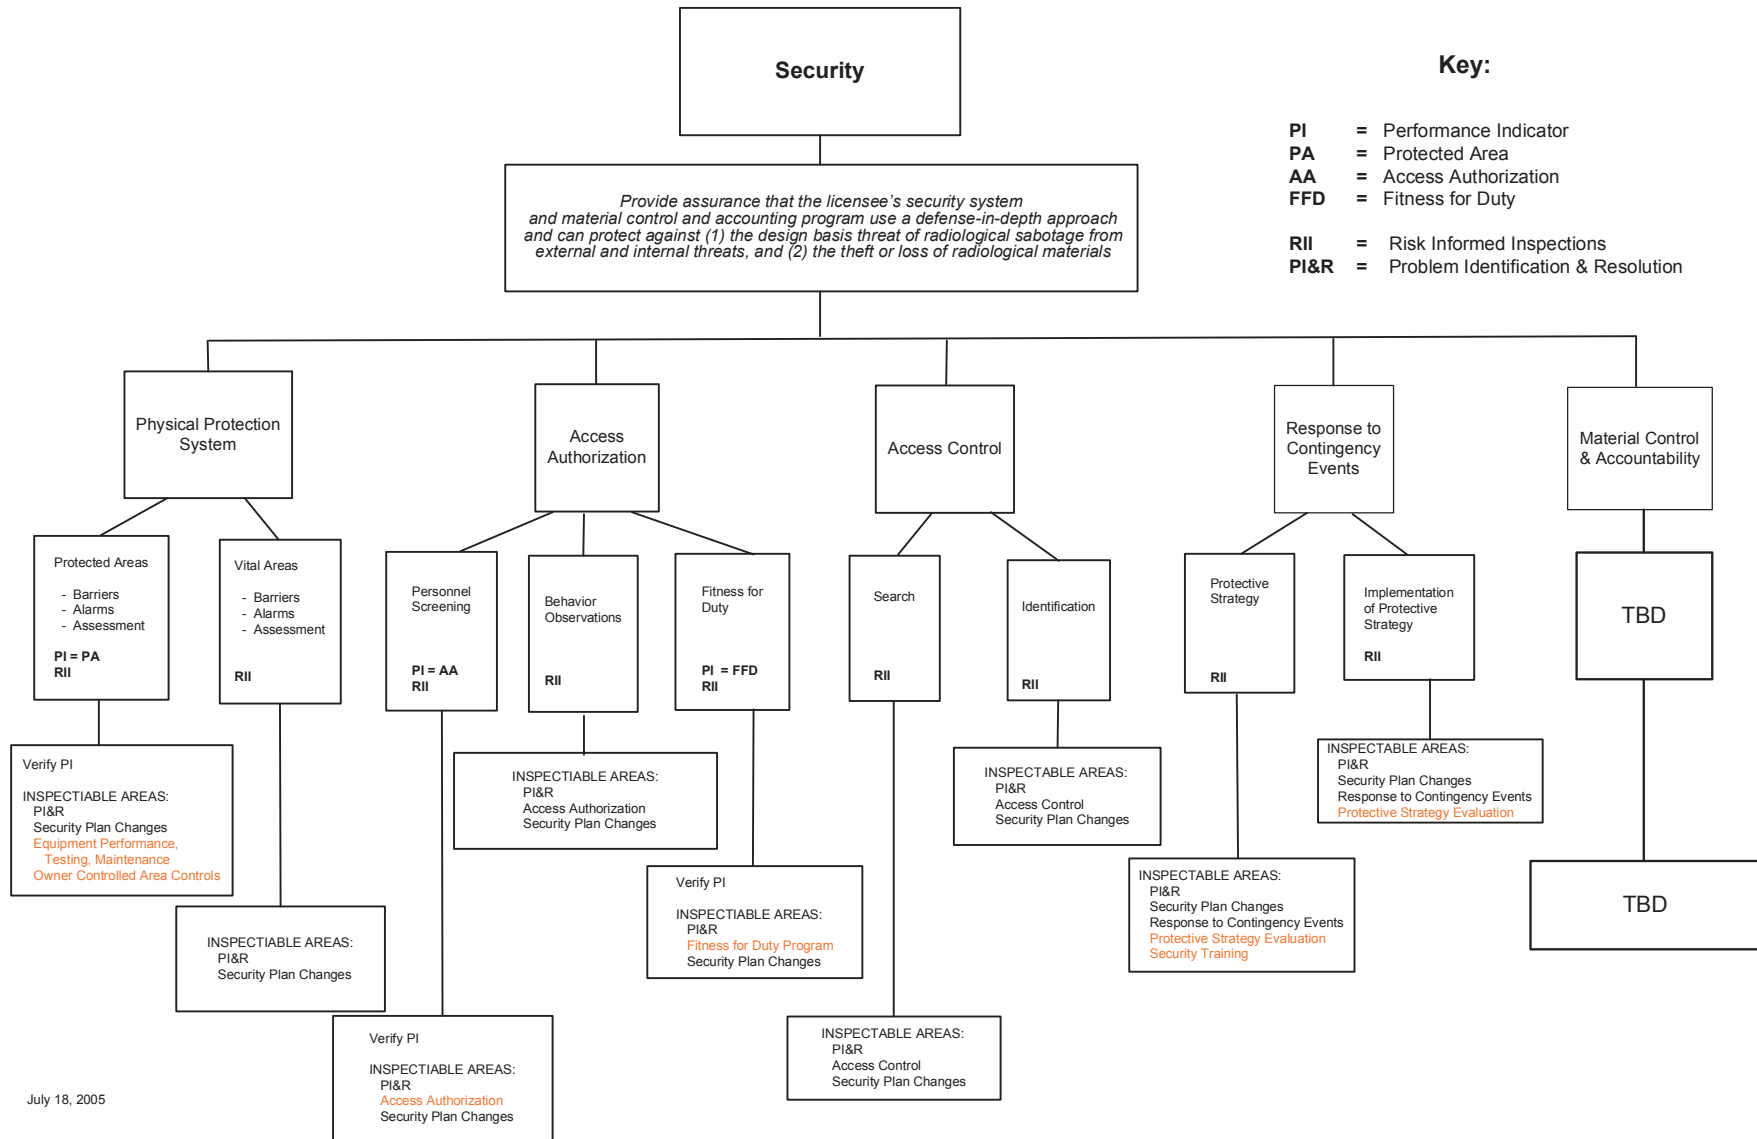 Security
Key:
PI = Performance Indicator
PA = Protected Area
AA = Access Authorization
FFD = Fitness for Duty
RII = Risk Informed Inspections
PI&R = Problem Identification & Resolution
Provide assurance that the licensee's security system
and material control and accounting program use a defense-in-depth approach
and can protect against (1) the design basis threat of radiological sabotage from
external and internal threats, and (2) the theft or loss of radiological materials
Physical Protection
System
Access
Authorization
Access Control
Response to
Contingency
Events
Material Control
& Accountability
Protected Areas
- Barriers
- Alarms
- Assessment
PI = PA
RII
Vital Areas
- Barriers
- Alarms
- Assessment
RII
Personnel
Screening
PI = AA
RII
Behavior
Observations
RII
Fitness for
Duty
PI = FFD
RII
Search
RII
Identification
RII
Protective
Strategy
RII
Implementation
of Protective
Strategy
RII
TBD
Verify PI
INSPECTIABLE AREAS:
PI&R
Security Plan Changes
Equipment Performance,
Testing, Maintenance
Owner Controlled Area Controls
INSPECTIABLE AREAS:
PI&R
Security Plan Changes
Verify PI
INSPECTIABLE AREAS:
PI&R
Access Authorization
Security Plan Changes
INSPECTIABLE AREAS:
PI&R
Access Authorization
Security Plan Changes
Verify PI
INSPECTIABLE AREAS:
PI&R
Fitness for Duty Program
Security Plan Changes
INSPECTABLE AREAS:
PI&R
Access Control
Security Plan Changes
INSPECTABLE AREAS:
PI&R
Access Control
Security Plan Changes
INSPECTABLE AREAS:
PI&R
Security Plan Changes
Response to Contingency Events
Protective Strategy Evaluation
Security Training
INSPECTABLE AREAS:
PI&R
Security Plan Changes
Response to Contingency Events
Protective Strategy Evaluation
TBD
July 18, 2005